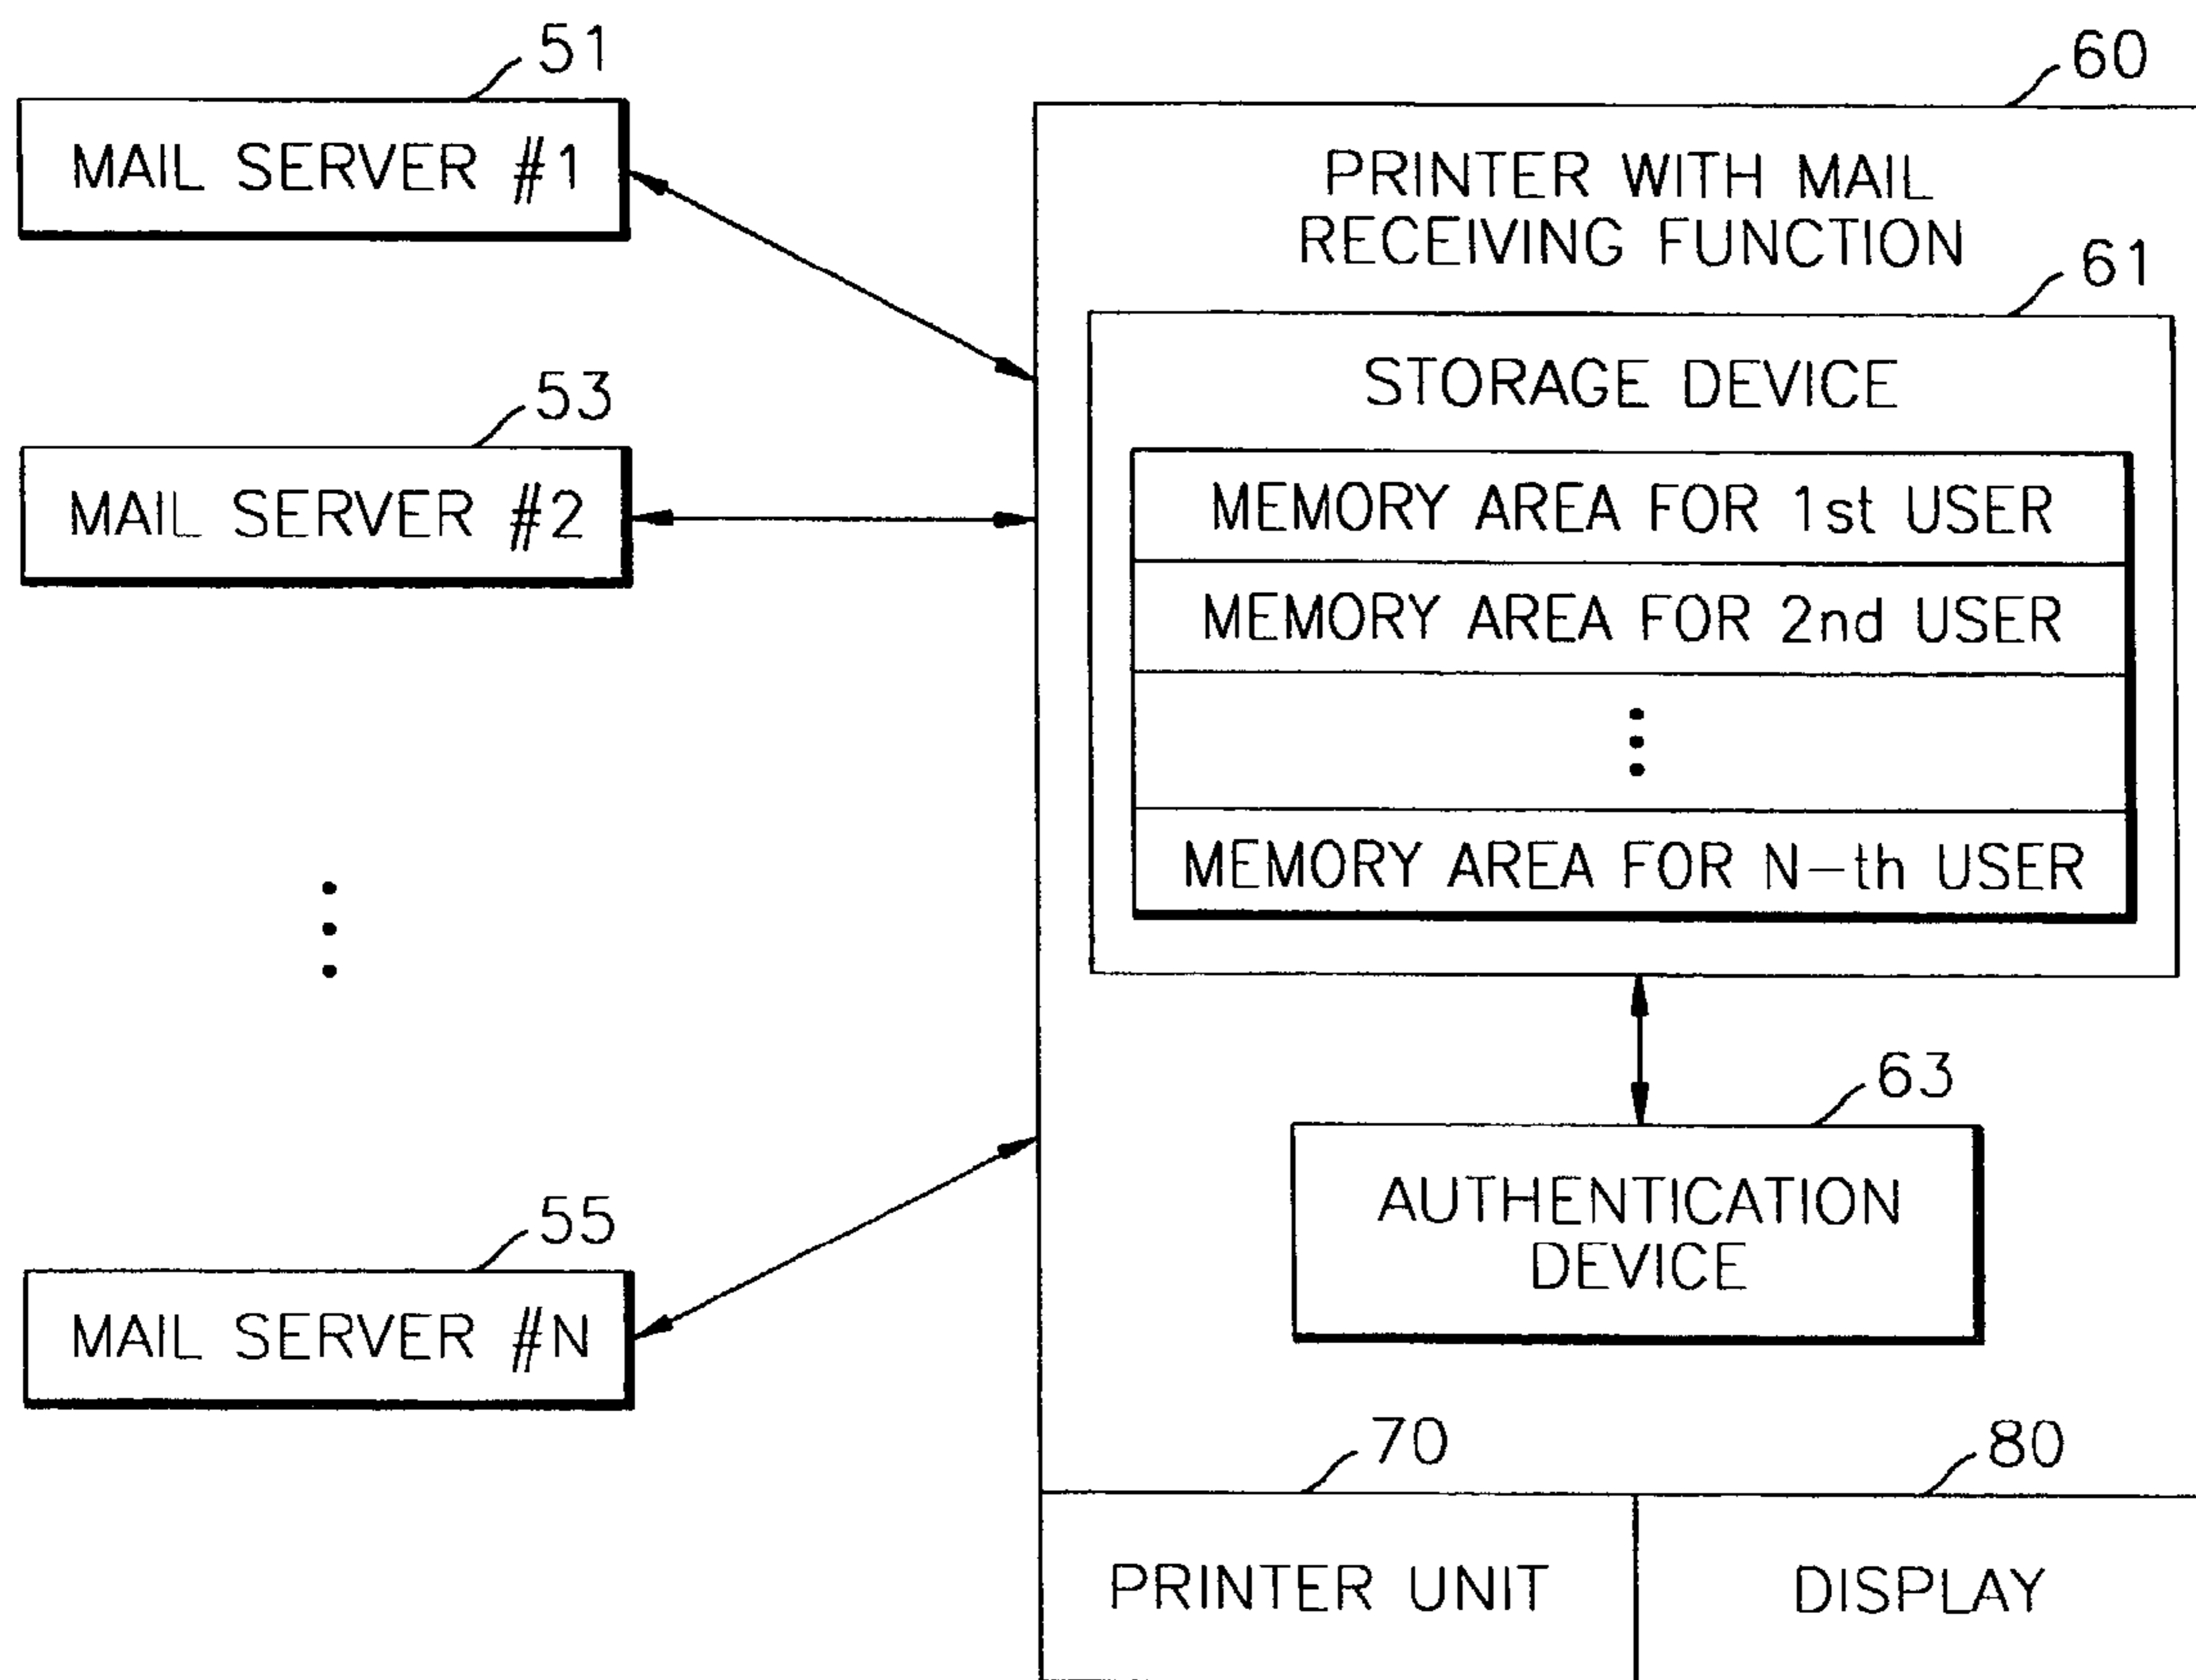 51
MAIL SERVER #1
53
MAIL SERVER #2
55
MAIL SERVER #N
60
PRINTER WITH MAIL
RECEIVING FUNCTION
61
STORAGE DEVICE
MEMORY AREA FOR 1st USER
MEMORY AREA FOR 2nd USER
MEMORY AREA FOR N-th USER
63
AUTHENTICATION
DEVICE
70
PRINTER UNIT
80
DISPLAY